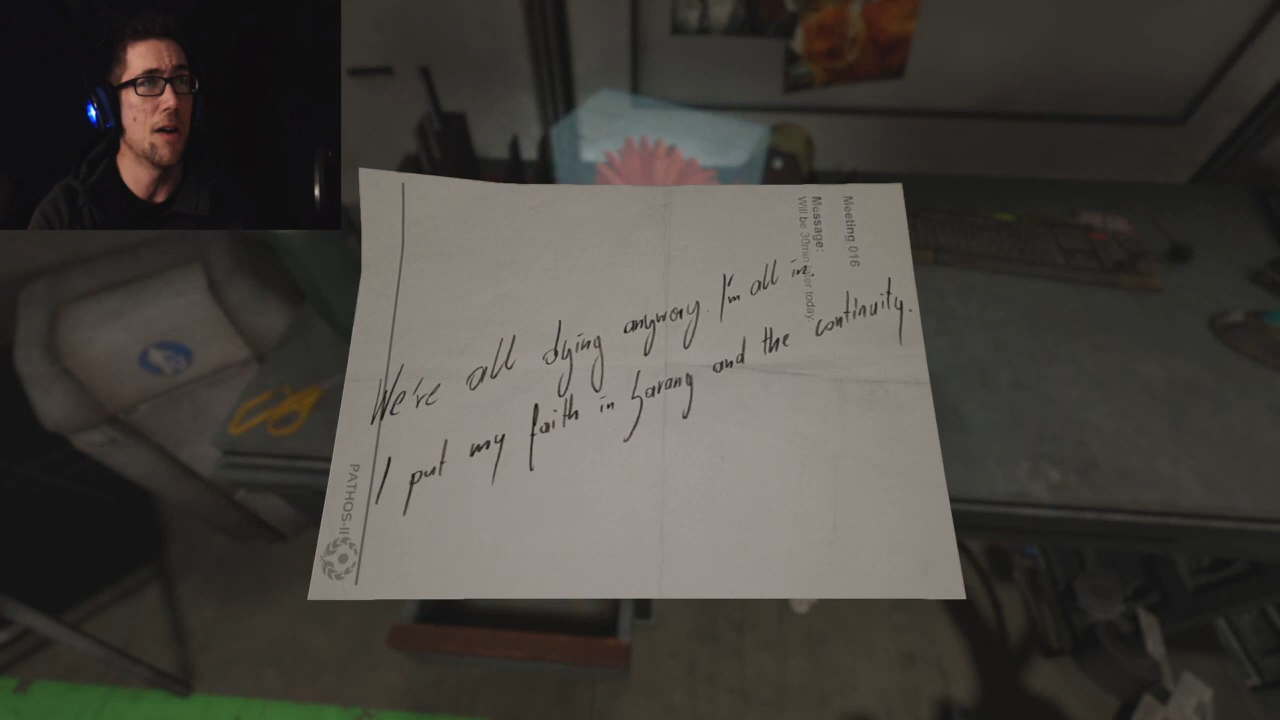 Meeting 016
Message:
Will be 30min later today.
We're all dying anyway. I'm all in.
I put my faith in Sarang and the continuity.
PATHOS-II